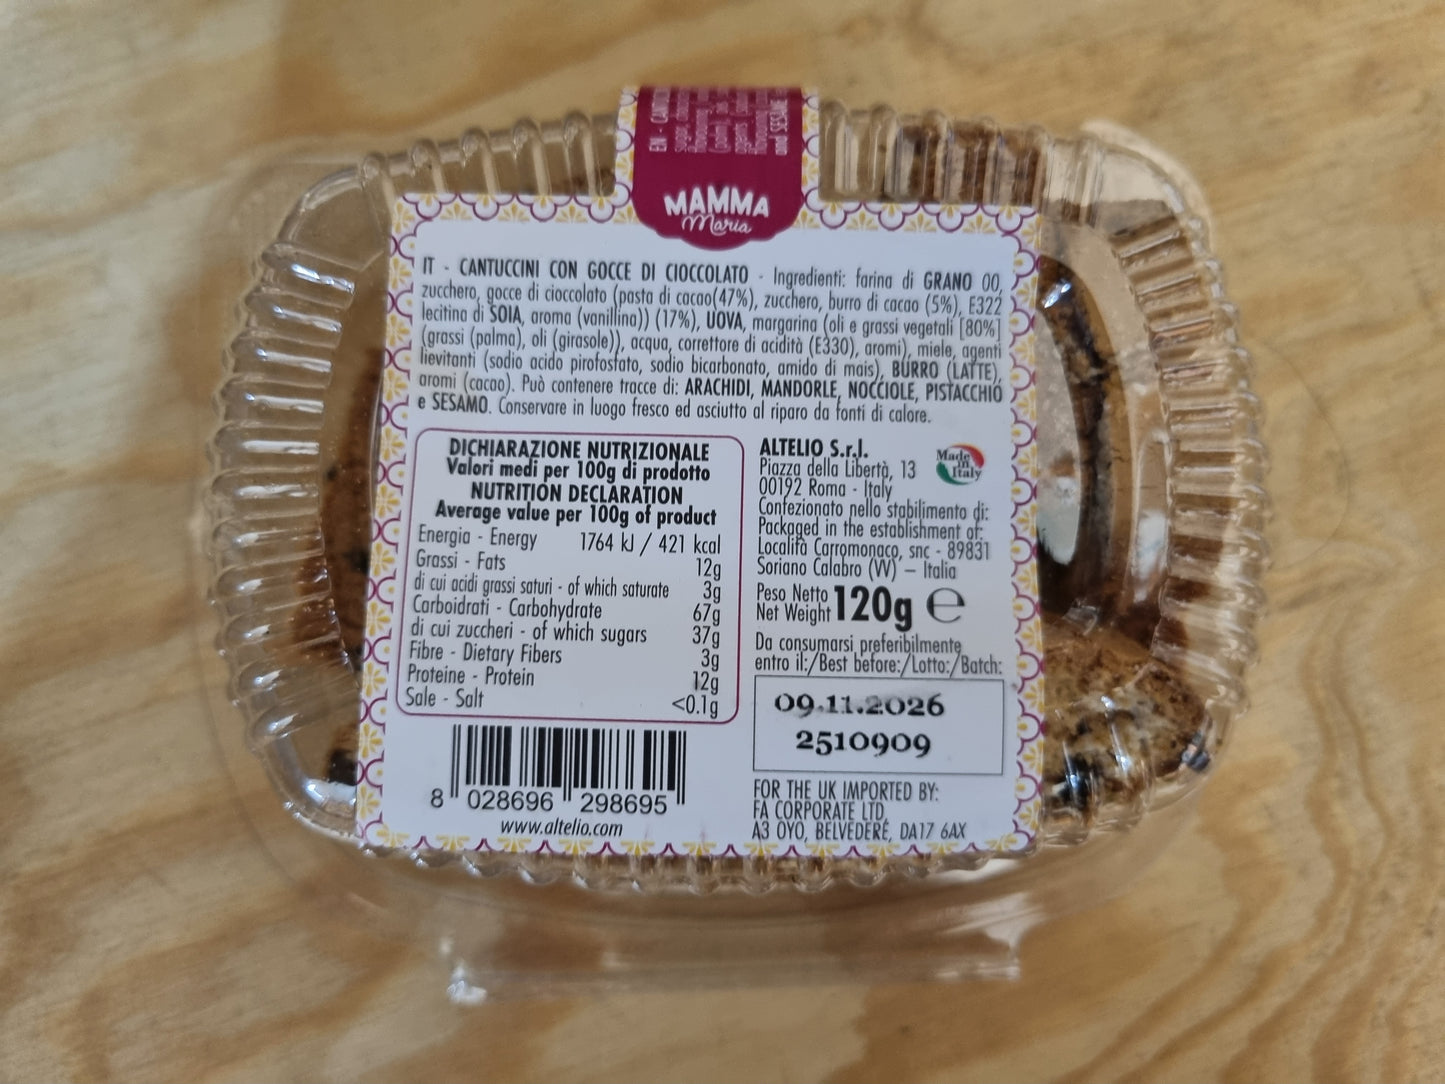 EN - CANTUC
and SESAME
MAMMA
Maria
IT - CANTUCCINI CON GOCCE DI CIOCCOLATO - Ingredienti: farina di GRANO 00,
zucchero, gocce di cioccolato (pasta di cacao(47%), zucchero, burro di cacao (5%), E322
lecitina di SOIA, aroma (vanillina)) (17%), UOVA, margarina (oli e grassi vegetali [80%]
(grassi (palma), oli (girasole)), acqua, correttore di acidità (E330), aromi), miele, agenti
lievitanti (sodio acido pirofosfato, sodio bicarbonato, amido di mais), BURRO (LATTE),
aromi (cacao). Può contenere tracce di: ARACHIDI, MANDORLE, NOCCIOLE, PISTACCHIO
e SESAMO. Conservare in luogo fresco ed asciutto al riparo da fonti di calore.
DICHIARAZIONE NUTRIZIONALE
Valori medi per 100g di prodotto
NUTRITION DECLARATION
Average value per 100g of product
Energia - Energy 1764 kJ / 421 kcal
Grassi - Fats 12g
di cui acidi grassi saturi - of which saturate 3g
Carboidrati - Carbohydrate 67g
di cui zuccheri - of which sugars 37g
Fibre - Dietary Fibers 3g
Proteine - Protein 12g
Sale - Salt <0.1g
8 028696 298695
www.altelio.com
ALTELIO S.r.l.
Piazza della Libertà, 13
00192 Roma - Italy
Made
in
Italy
Confezionato nello stabilimento di:
Packaged in the establishment of:
Località Carromonaco, snc - 89831
Soriano Calabro (VV) – Italia
Peso Netto
Net Weight 120g e
Da consumarsi preferibilmente
entro il:/Best before:/Lotto:/Batch:
09.11.2026
2510909
FOR THE UK IMPORTED BY:
FA CORPORATE LTD,
A3 OYO, BELVEDERE, DA17 6AX